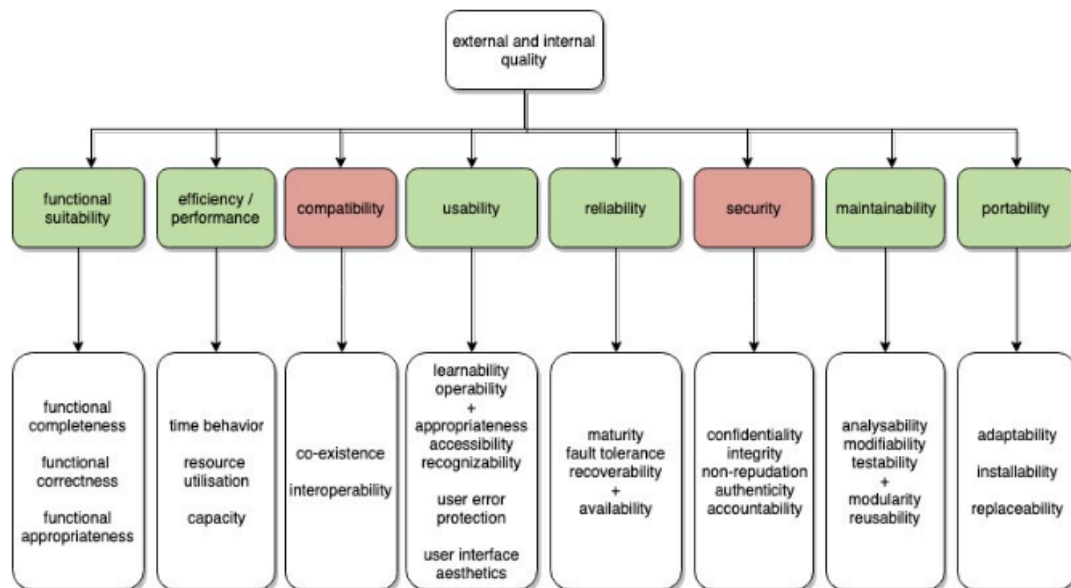 external and internal
quality
functional
suitability
efficiency /
performance
compatibility
usability
reliability
security
maintainability
portability
functional
completeness
functional
correctness
functional
appropriateness
time behavior
resource
utilisation
capacity
co-existence
interoperability
learnability
operability
+
appropriateness
accessibility
recognizability
user error
protection
user interface
aesthetics
maturity
fault tolerance
recoverability
+
availability
confidentiality
integrity
non-repudation
authenticity
accountability
analysability
modifiability
testability
+
modularity
reusability
adaptability
installability
replaceability